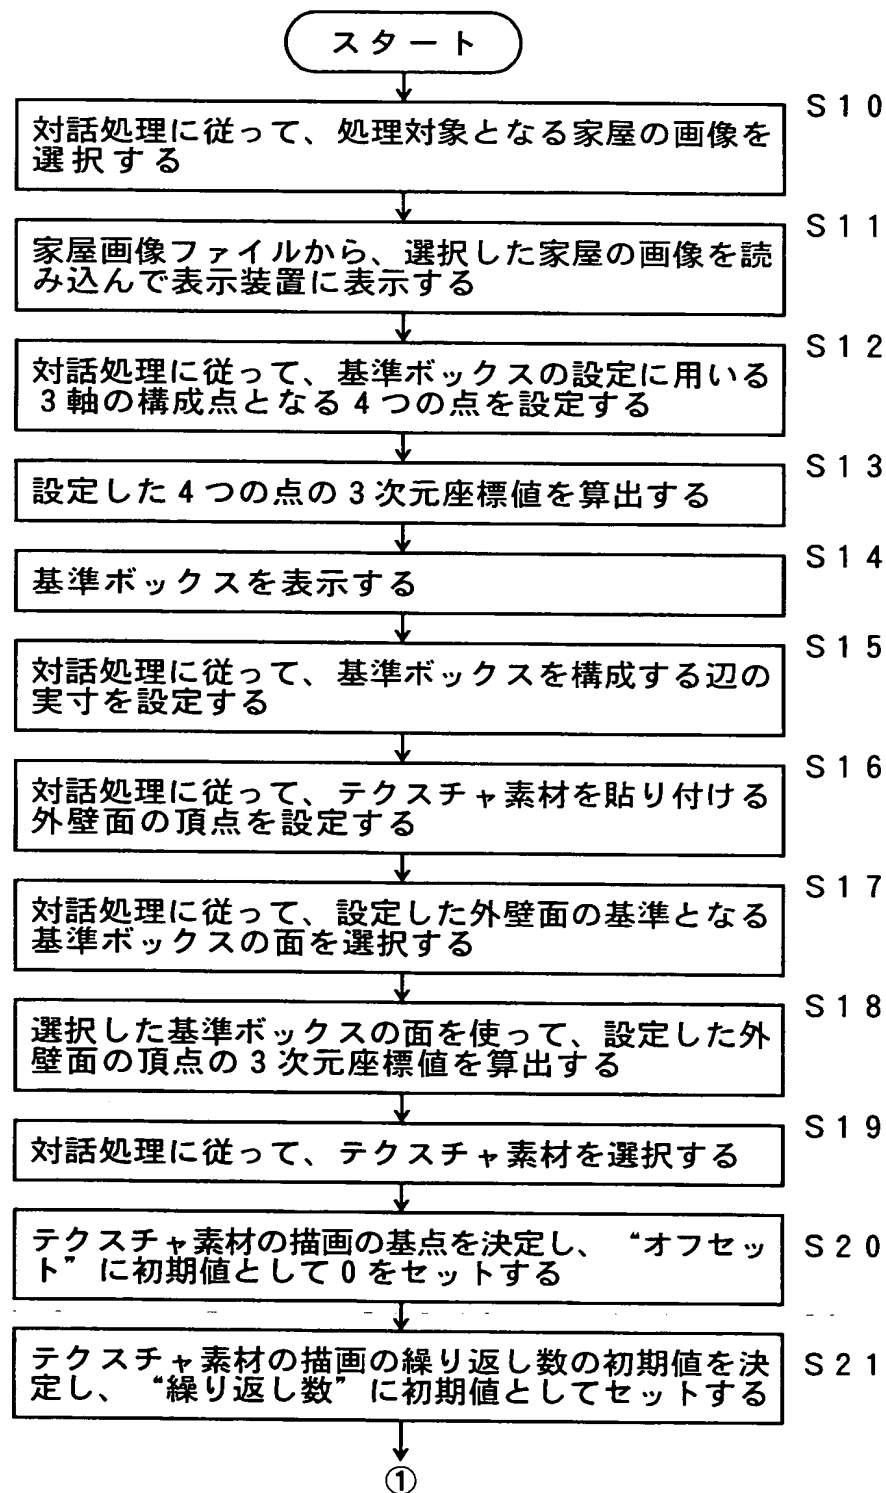 スタート
S10
対話処理に従って、処理対象となる家屋の画像を
選択する
S11
家屋画像ファイルから、選択した家屋の画像を読
み込んで表示装置に表示する
S12
対話処理に従って、基準ボックスの設定に用いる
3軸の構成点となる4つの点を設定する
S13
設定した4つの点の3次元座標値を算出する
S14
基準ボックスを表示する
S15
対話処理に従って、基準ボックスを構成する辺の
実寸を設定する
S16
対話処理に従って、テクスチャ素材を貼り付ける
外壁面の頂点を設定する
S17
対話処理に従って、設定した外壁面の基準となる
基準ボックスの面を選択する
S18
選択した基準ボックスの面を使って、設定した外
壁面の頂点の3次元座標値を算出する
S19
対話処理に従って、テクスチャ素材を選択する
S20
テクスチャ素材の描画の基点を決定し、“オフセッ
ト”に初期値として0をセットする
S21
テクスチャ素材の描画の繰り返し数の初期値を決
定し、“繰り返し数”に初期値としてセットする
①